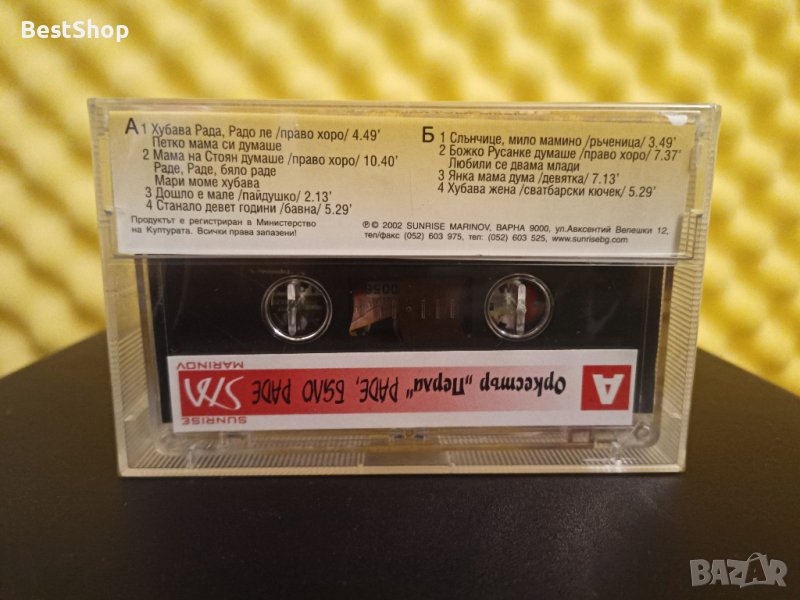 BestShop
А 1 Хубава Рада, Радо ле /право хоро/ 4.49'
Петко мама си думаше
2 Мама на Стоян думаше /право хоро/ 10.40'
Раде, Раде, бяло раде
Мари моме хубава
3 Дошло е мале /пайдушко/ 2.13'
4 Станало девет години /бавна/ 5.29'
Б 1 Слънчице, мило мамино /ръченица/ 3.49'
2 Божко Русанке думаше /право хоро/ 7.37'
Любили се двама млади
3 Янка мама дума /девятка/ 7.13'
4 Хубава жена /сватбарски кючек/ 5.29'
Продуктът е регистриран в Министерство
на Културата. Всички права запазени!
℗© 2002 SUNRISE MARINOV, ВАРНА 9000, ул.Авксентий Велешки 12,
тел/факс (052) 603 975, тел: (052) 603 525, www.sunrisebg.com
А
Оркестър „Перла" РАДЕ, БЯЛО РАДЕ
SM
SUNRISE
MARINOV
BAZAR